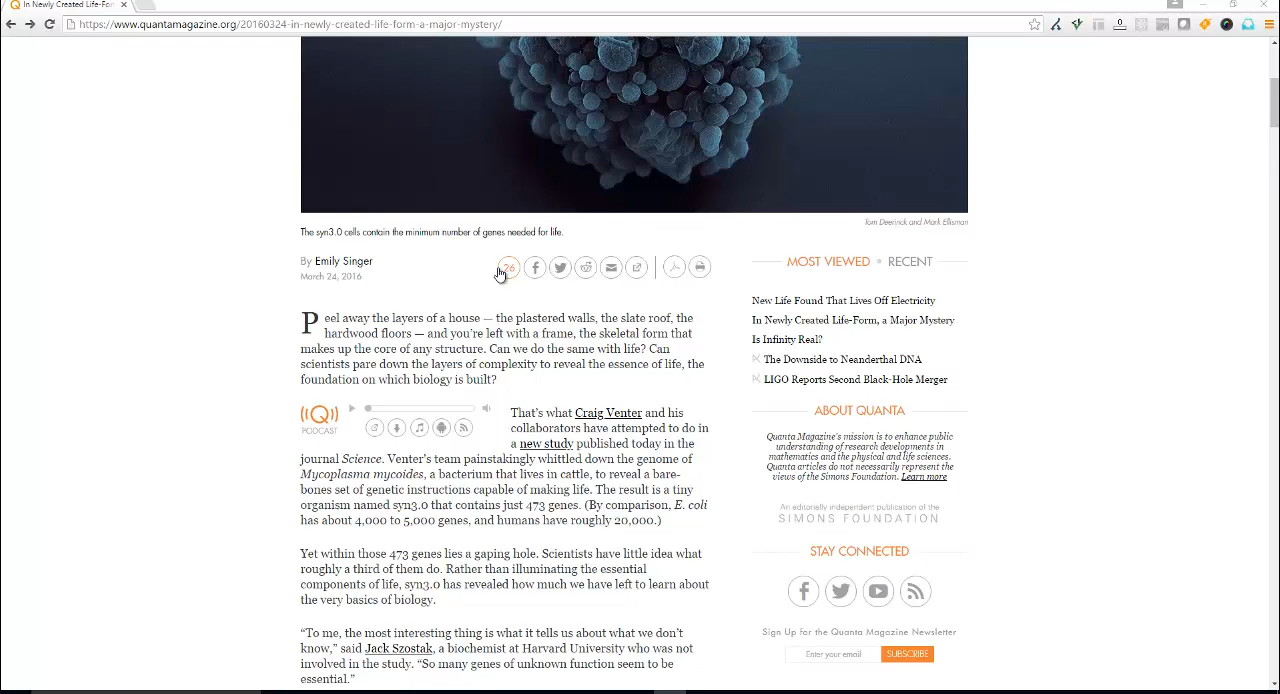 In Newly Created Life-For
https://www.quantamagazine.org/20160324-in-newly-created-life-form-a-major-mystery/
Tom Deerinck and Mark Ellisman
The syn3.0 cells contain the minimum number of genes needed for life.
By Emily Singer
March 24, 2016
26
Peel away the layers of a house — the plastered walls, the slate roof, the
hardwood floors — and you’re left with a frame, the skeletal form that
makes up the core of any structure. Can we do the same with life? Can
scientists pare down the layers of complexity to reveal the essence of life, the
foundation on which biology is built?
((Q))
PODCAST
That’s what Craig Venter and his
collaborators have attempted to do in
a new study published today in the
journal Science. Venter’s team painstakingly whittled down the genome of
Mycoplasma mycoides, a bacterium that lives in cattle, to reveal a bare-
bones set of genetic instructions capable of making life. The result is a tiny
organism named syn3.0 that contains just 473 genes. (By comparison, E. coli
has about 4,000 to 5,000 genes, and humans have roughly 20,000.)
Yet within those 473 genes lies a gaping hole. Scientists have little idea what
roughly a third of them do. Rather than illuminating the essential
components of life, syn3.0 has revealed how much we have left to learn about
the very basics of biology.
“To me, the most interesting thing is what it tells us about what we don’t
know,” said Jack Szostak, a biochemist at Harvard University who was not
involved in the study. “So many genes of unknown function seem to be
essential.”
MOST VIEWED • RECENT
New Life Found That Lives Off Electricity
In Newly Created Life-Form, a Major Mystery
Is Infinity Real?
The Downside to Neanderthal DNA
LIGO Reports Second Black-Hole Merger
ABOUT QUANTA
Quanta Magazine's mission is to enhance public
understanding of research developments in
mathematics and the physical and life sciences.
Quanta articles do not necessarily represent the
views of the Simons Foundation. Learn more
An editorially independent publication of the
SIMONS FOUNDATION
STAY CONNECTED
Sign Up for the Quanta Magazine Newsletter
Enter your email
SUBSCRIBE